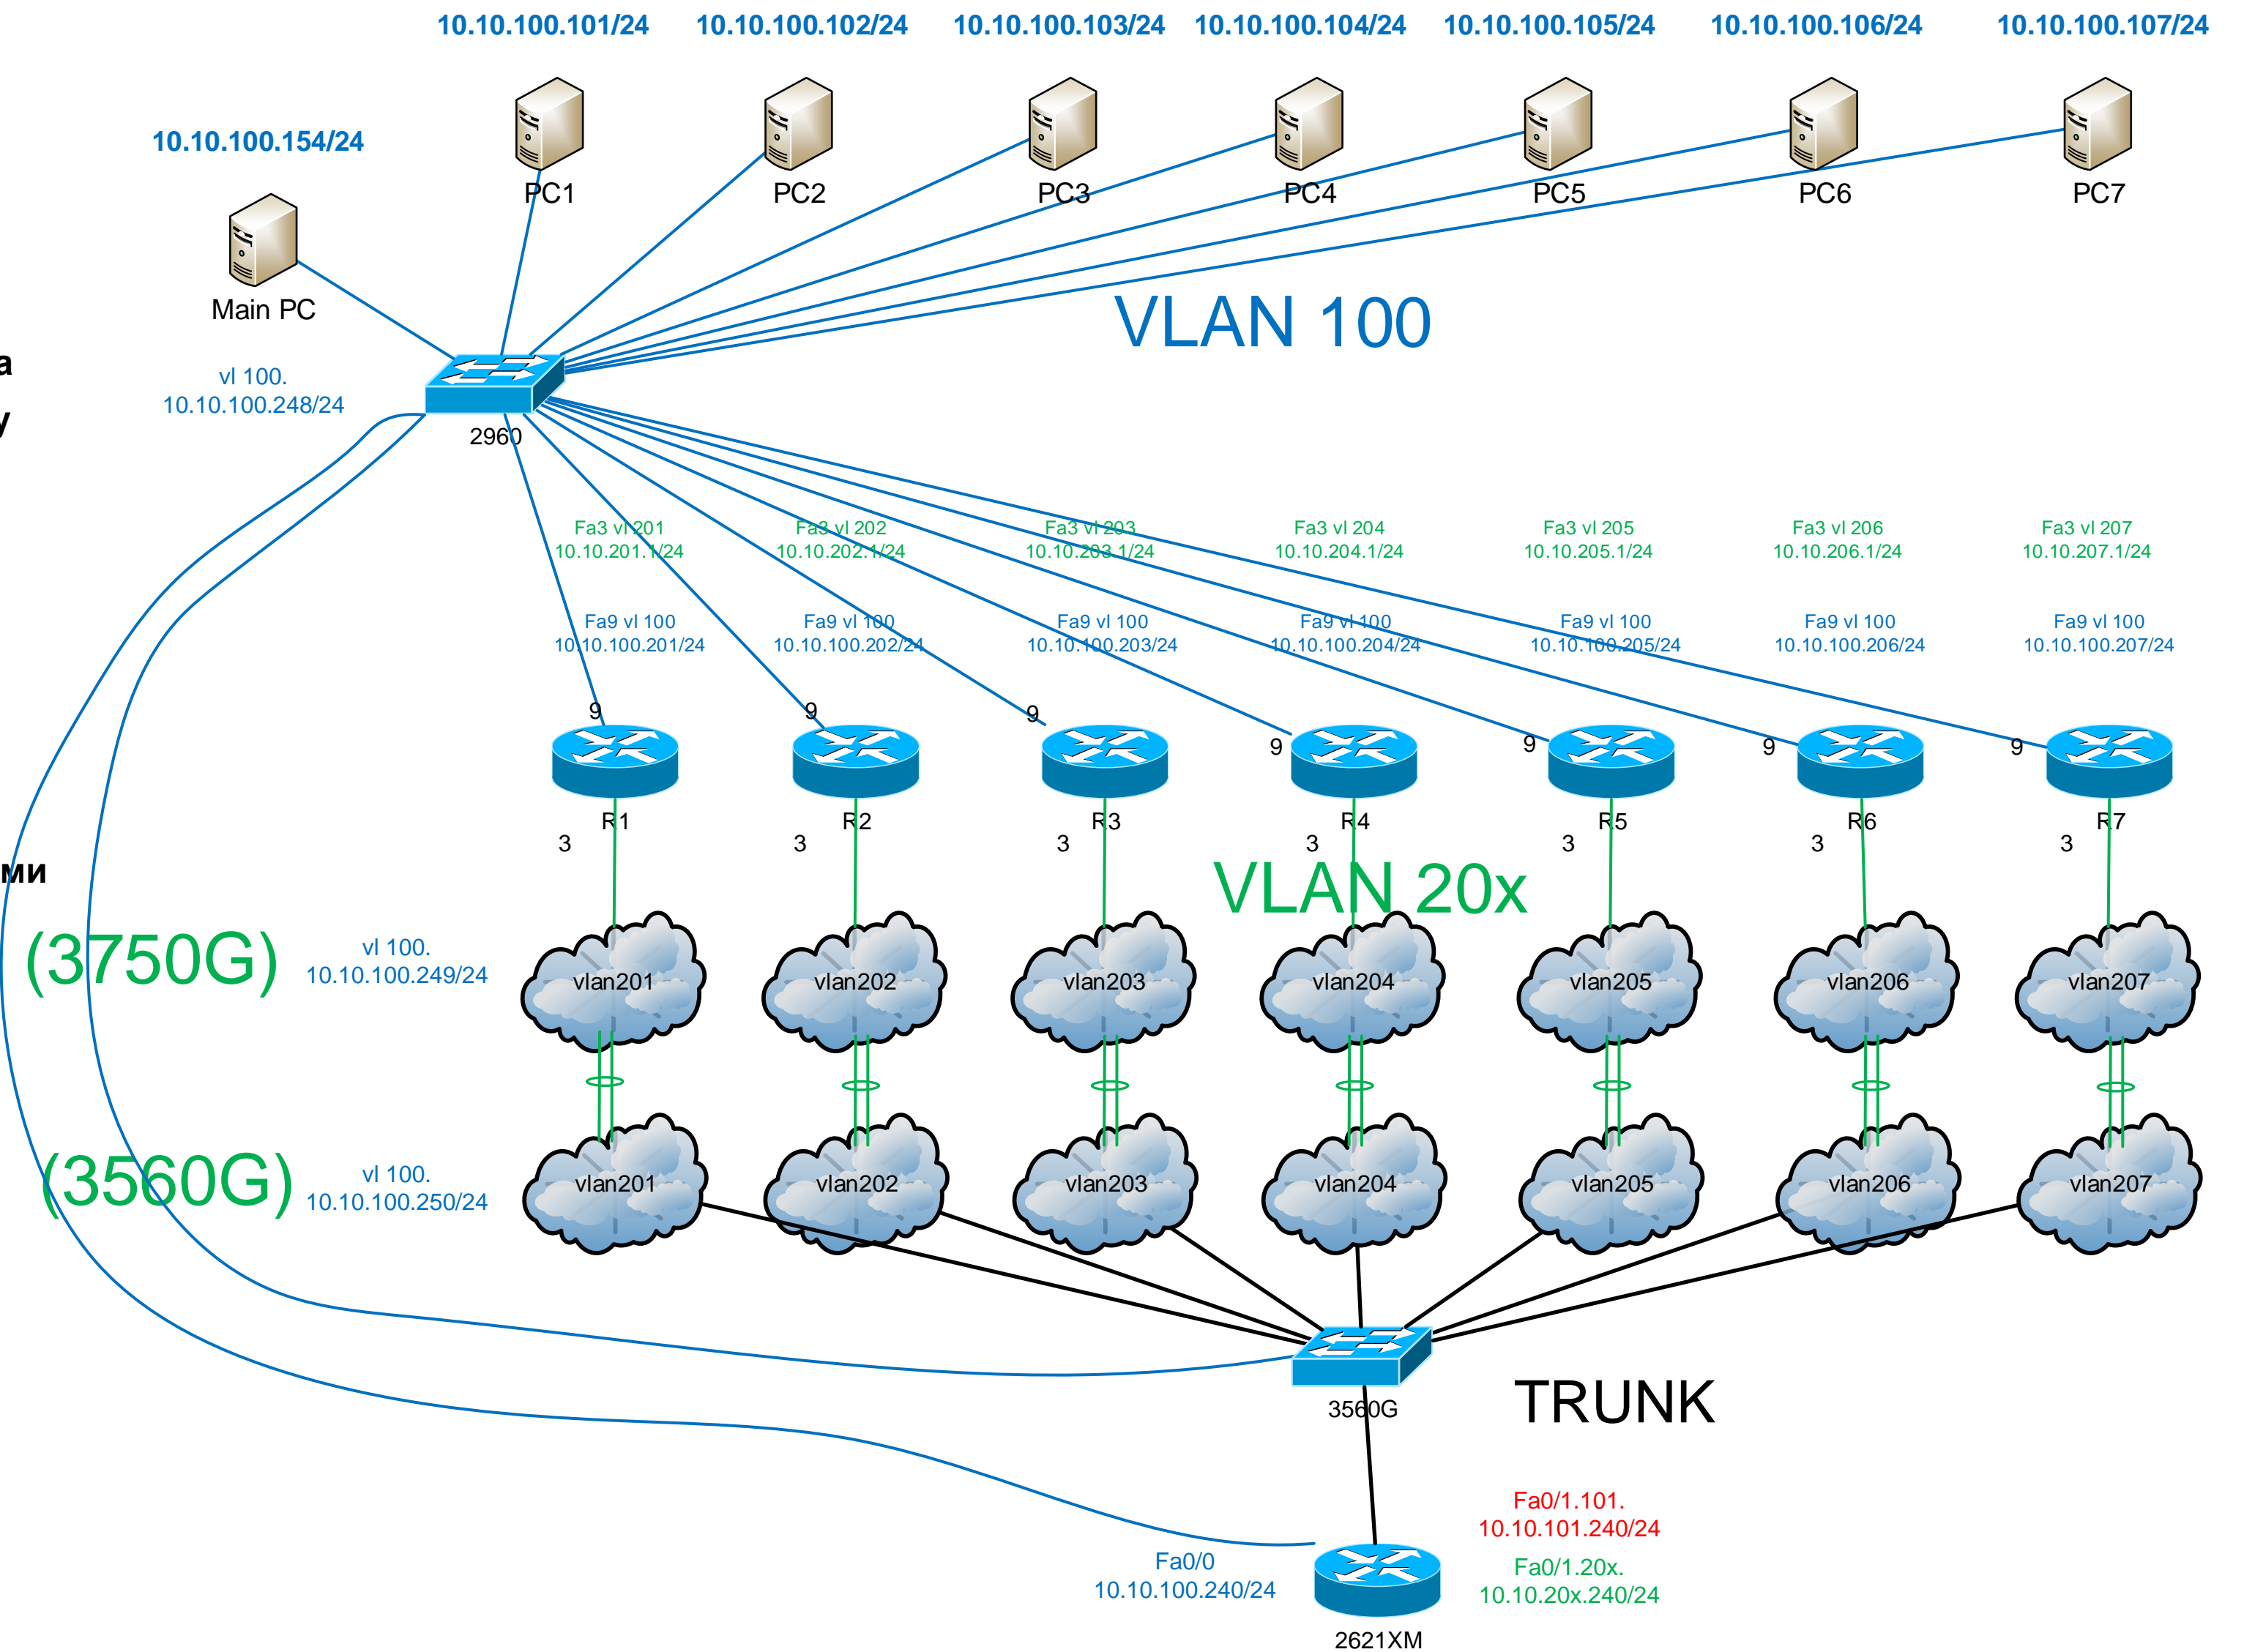 10.10.100.101/24
10.10.100.102/24
10.10.100.103/24
10.10.100.104/24
10.10.100.105/24
10.10.100.106/24
10.10.100.107/24
10.10.100.154/24
PC1
PC2
PC3
PC4
PC5
PC6
PC7
Main PC
VLAN 100
а
vl 100.
10.10.100.248/24
у
2960
Fa3 vl 201
10.10.201.1/24
Fa3 vl 202
10.10.202.1/24
Fa3 vl 203
10.10.203.1/24
Fa3 vl 204
10.10.204.1/24
Fa3 vl 205
10.10.205.1/24
Fa3 vl 206
10.10.206.1/24
Fa3 vl 207
10.10.207.1/24
Fa9 vl 100
10.10.100.201/24
Fa9 vl 100
10.10.100.202/24
Fa9 vl 100
10.10.100.203/24
Fa9 vl 100
10.10.100.204/24
Fa9 vl 100
10.10.100.205/24
Fa9 vl 100
10.10.100.206/24
Fa9 vl 100
10.10.100.207/24
9
9
9
9
9
9
9
R1
R2
R3
R4
R5
R6
R7
3
3
3
3
3
3
3
ми
VLAN 20x
(3750G)
vl 100.
10.10.100.249/24
vlan201
vlan202
vlan203
vlan204
vlan205
vlan206
vlan207
(3560G)
vl 100.
10.10.100.250/24
vlan201
vlan202
vlan203
vlan204
vlan205
vlan206
vlan207
3560G
TRUNK
Fa0/1.101.
10.10.101.240/24
Fa0/0
10.10.100.240/24
Fa0/1.20x.
10.10.20x.240/24
2621XM